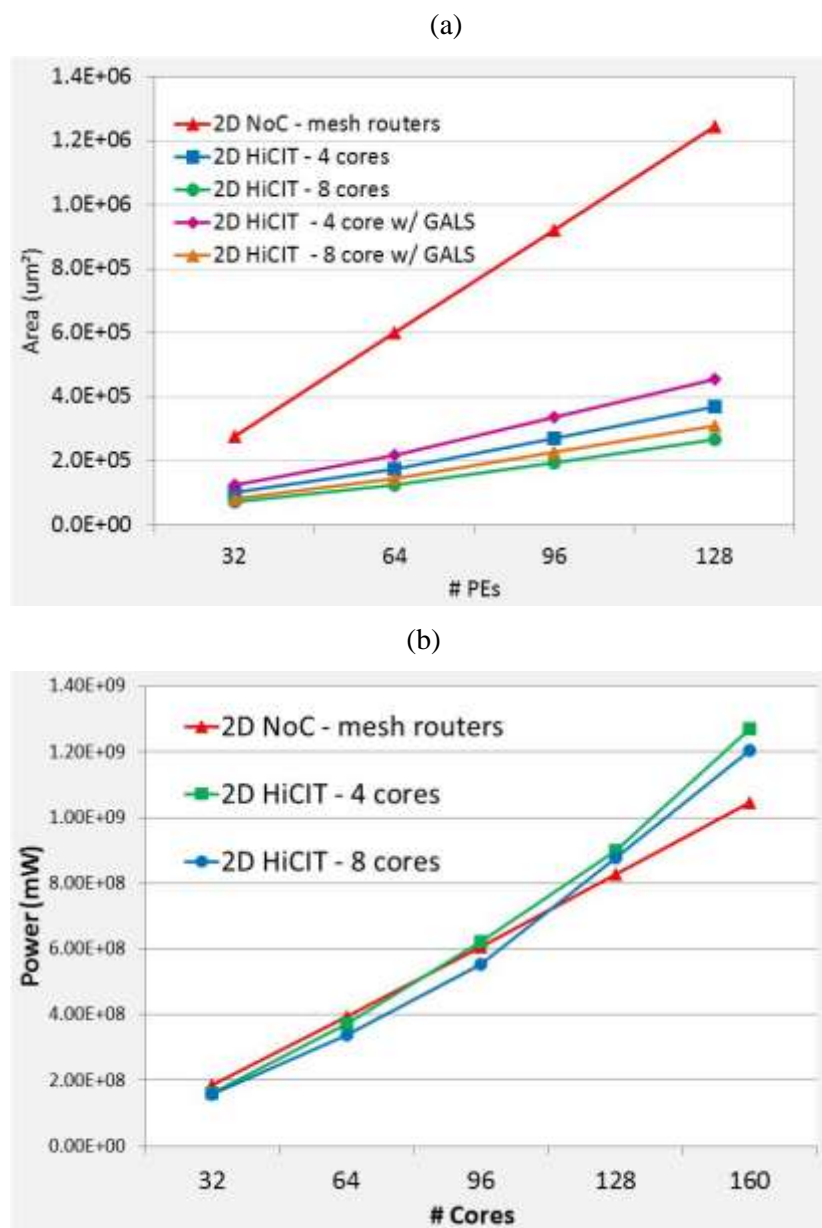 (a)
1.4E+06
1.2E+06
1.0E+06
8.0E+05
6.0E+05
4.0E+05
2.0E+05
0.0E+00
Area (um²)
2D NoC - mesh routers
2D HiCIT - 4 cores
2D HiCIT - 8 cores
2D HiCIT  - 4 core w/ GALS
2D HiCIT  - 8 core w/ GALS
32 64 96 128
# PEs
(b)
1.40E+09
1.20E+09
1.00E+09
8.00E+08
6.00E+08
4.00E+08
2.00E+08
0.00E+00
Power (mW)
2D NoC - mesh routers
2D HiCIT - 4 cores
2D HiCIT - 8 cores
32 64 96 128 160
# Cores